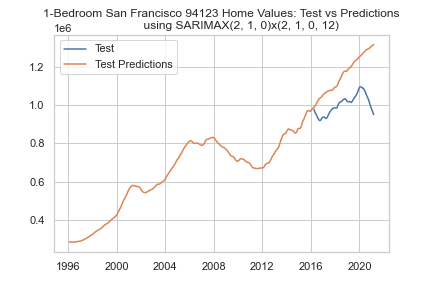 1-Bedroom San Francisco 94123 Home Values: Test vs Predictions
using SARIMAX(2, 1, 0)x(2, 1, 0, 12)
1e6
Test
Test Predictions
1.2
1.0
0.8
0.6
0.4
1996 2000 2004 2008 2012 2016 2020